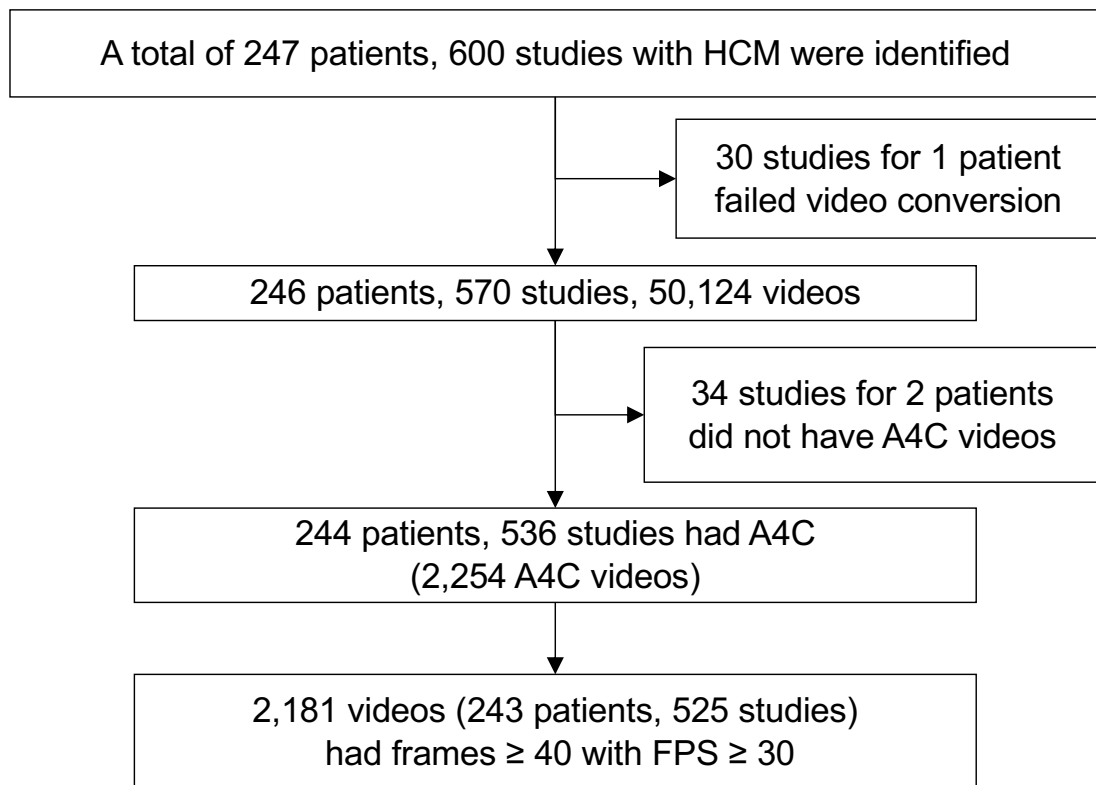 A total of 247 patients, 600 studies with HCM were identified
30 studies for 1 patient
failed video conversion
246 patients, 570 studies, 50,124 videos
34 studies for 2 patients
did not have A4C videos
244 patients, 536 studies had A4C
(2,254 A4C videos)
2,181 videos (243 patients, 525 studies)
had frames ≥ 40 with FPS ≥ 30